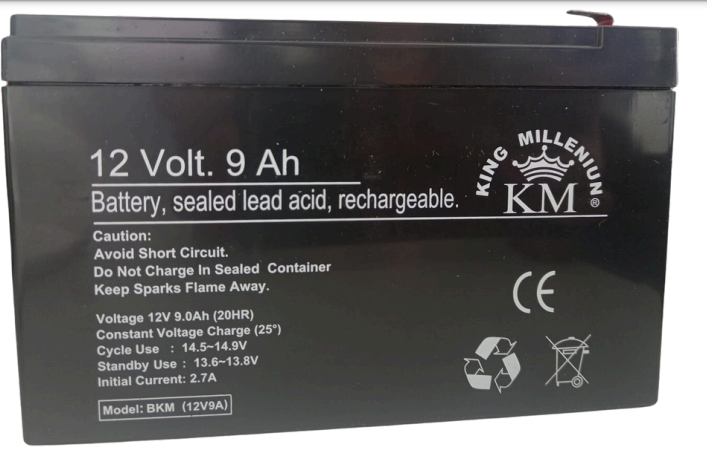 12 Volt. 9 Ah
Battery, sealed lead acid, rechargeable.
KING MILLENIUN
KM ®
Caution:
Avoid Short Circuit.
Do Not Charge In Sealed Container
Keep Sparks Flame Away.
Voltage 12V 9.0Ah (20HR)
Constant Voltage Charge (25°)
Cycle Use : 14.5~14.9V
Standby Use : 13.6~13.8V
Initial Current: 2.7A
Model: BKM (12V9A)
CE